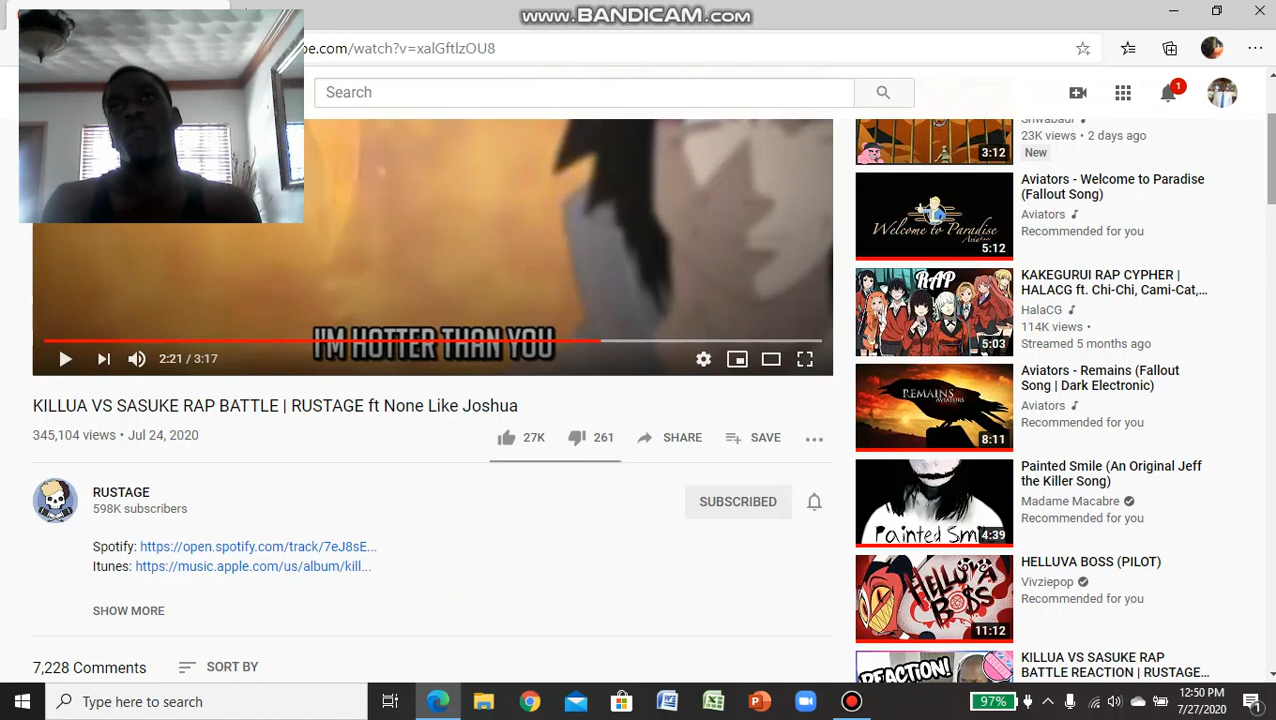 www.BANDICAM.com
be.com/watch?v=xalGftlzOU8
Search
1
23K views • 2 days ago
New
3:12
Aviators - Welcome to Paradise
(Fallout Song)
Aviators
Recommended for you
Welcome to Paradise
5:12
KAKEGURUI RAP CYPHER |
HALACG ft. Chi-Chi, Cami-Cat,...
HalaCG
114K views •
Streamed 5 months ago
RAP
5:03
Aviators - Remains (Fallout
Song | Dark Electronic)
Aviators
Recommended for you
REMAINS
AVIATORS
8:11
Painted Smile (An Original Jeff
the Killer Song)
Madame Macabre
Recommended for you
4:39
HELLUVA BOSS (PILOT)
Vivziepop
Recommended for you
HELLUVA
BOSS
11:12
KILLUA VS SASUKE RAP
BATTLE REACTION | RUSTAGE...
REACTION!
I'M HOTTER THAN YOU
2:21 / 3:17
KILLUA VS SASUKE RAP BATTLE | RUSTAGE ft None Like Joshua
345,104 views • Jul 24, 2020
27K
261
SHARE
SAVE
RUSTAGE
598K subscribers
SUBSCRIBED
Spotify: https://open.spotify.com/track/7eJ8sE...
Itunes: https://music.apple.com/us/album/kill...
SHOW MORE
7,228 Comments
SORT BY
Type here to search
97%
12:50 PM
7/27/2020
1